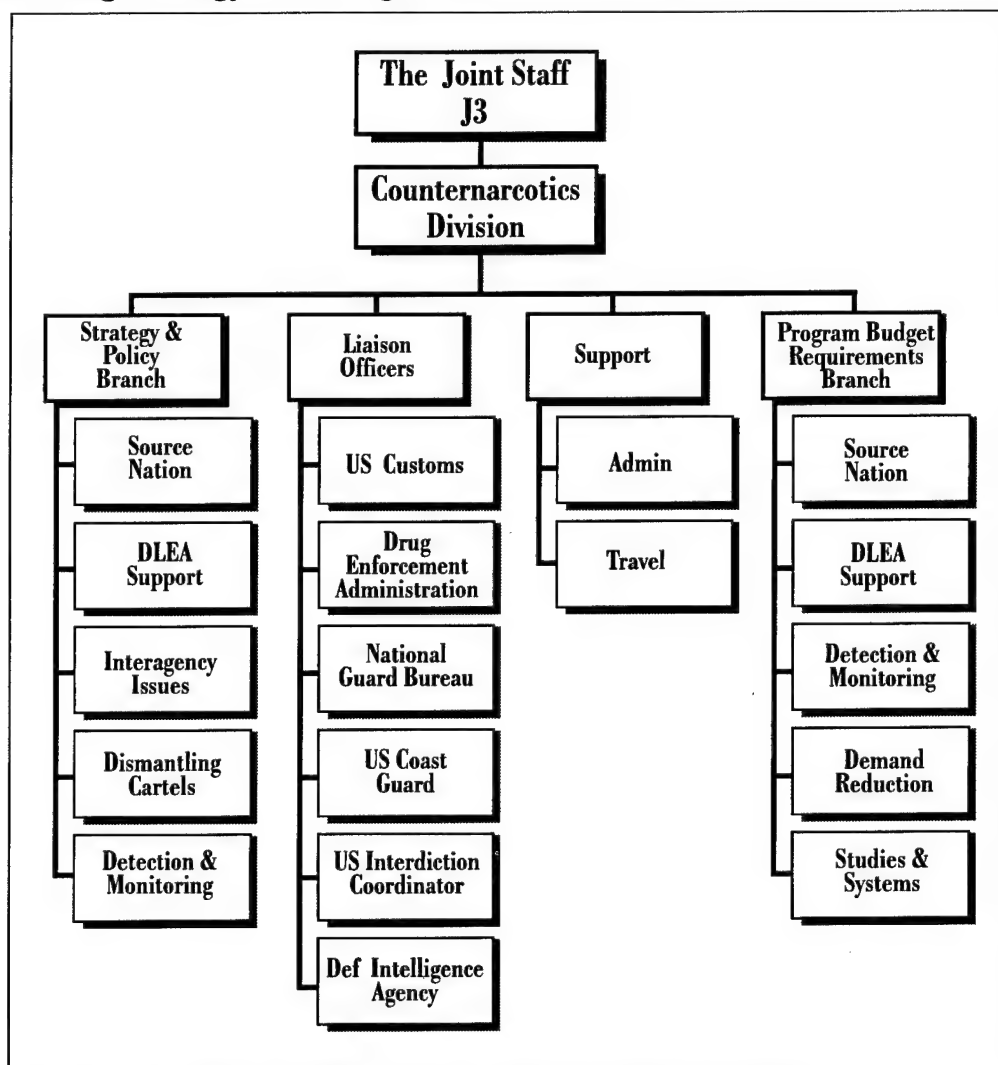 The Joint Staff
J3
Counternarcotics
Division
Strategy &
Policy
Branch
Source
Nation
DLEA
Support
Interagency
Issues
Dismantling
Cartels
Detection &
Monitoring
Liaison
Officers
US Customs
Drug
Enforcement
Administration
National
Guard Bureau
US Coast
Guard
US Interdiction
Coordinator
Def Intelligence
Agency
Support
Admin
Travel
Program Budget
Requirements
Branch
Source
Nation
DLEA
Support
Detection &
Monitoring
Demand
Reduction
Studies &
Systems